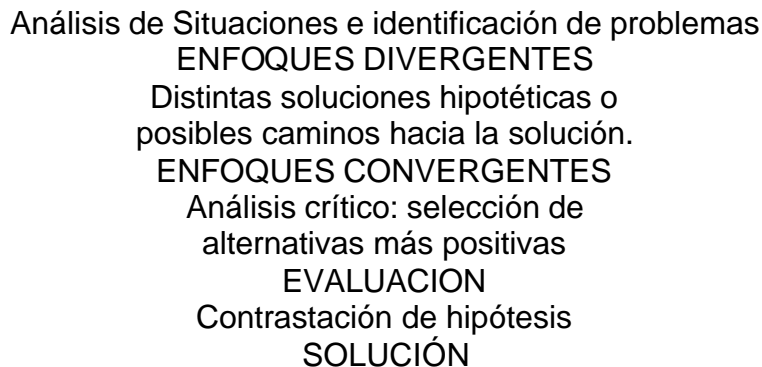 Análisis de Situaciones e identificación de problemas
ENFOQUES DIVERGENTES
Distintas soluciones hipotéticas o
posibles caminos hacia la solución.
ENFOQUES CONVERGENTES
Análisis crítico: selección de
alternativas más positivas
EVALUACION
Contrastación de hipótesis
SOLUCIÓN